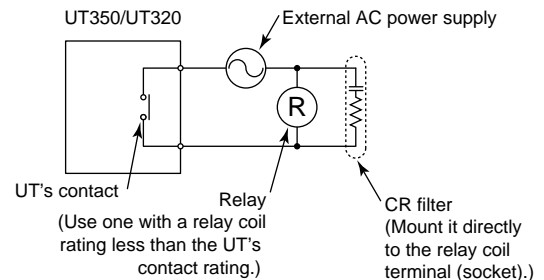 UT350/UT320
External AC power supply
R
UT's contact
Relay
(Use one with a relay coil
rating less than the UT's
contact rating.)
CR filter
(Mount it directly
to the relay coil
terminal (socket).)